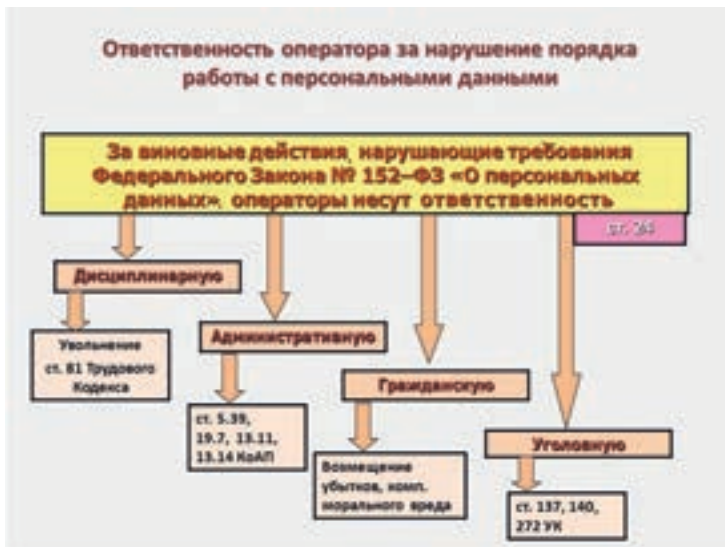 Ответственность оператора за нарушение порядка
работы с персональными данными
За виновные действия, нарушающие требования
Федерального Закона № 152–ФЗ «О персональных
данных», операторы несут ответственность
ст. 24
Дисциплинарную
Увольнение
ст. 81 Трудового
Кодекса
Административную
ст. 5.39,
19.7, 13.11,
13.14 КоАП
Гражданскую
Возмещение
убытков, комп.
морального вреда
Уголовную
ст. 137, 140,
272 УК